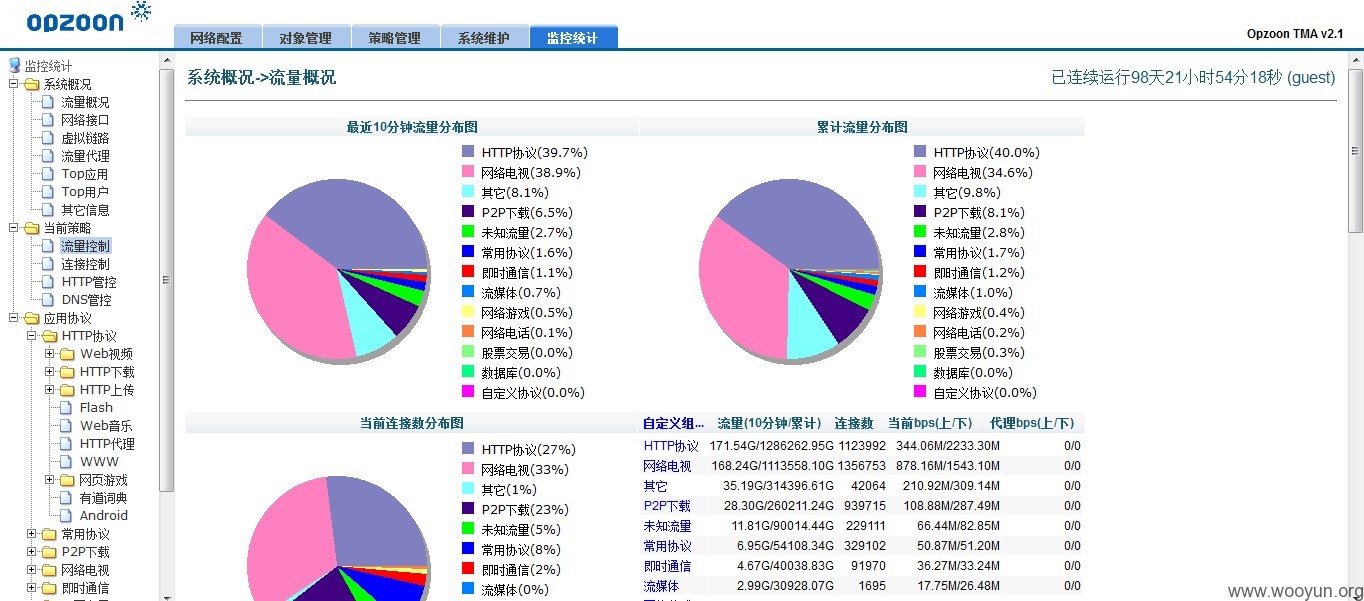 opzoon
网络配置 对象管理 策略管理 系统维护 监控统计
Opzoon TMA v2.1
监控统计
系统概况
流量概况
网络接口
虚拟链路
流量代理
Top应用
Top用户
其它信息
当前策略
流量控制
连接控制
HTTP管控
DNS管控
应用协议
HTTP协议
Web视频
HTTP下载
HTTP上传
Flash
Web音乐
HTTP代理
WWW
网页游戏
有道词典
Android
常用协议
P2P下载
网络电视
即时通信
系统概况->流量概况
已连续运行98天21小时54分18秒 (guest)
最近10分钟流量分布图
HTTP协议(39.7%)
网络电视(38.9%)
其它(8.1%)
P2P下载(6.5%)
未知流量(2.7%)
常用协议(1.6%)
即时通信(1.1%)
流媒体(0.7%)
网络游戏(0.5%)
网络电话(0.1%)
股票交易(0.0%)
数据库(0.0%)
自定义协议(0.0%)
累计流量分布图
HTTP协议(40.0%)
网络电视(34.6%)
其它(9.8%)
P2P下载(8.1%)
未知流量(2.8%)
常用协议(1.7%)
即时通信(1.2%)
流媒体(1.0%)
网络游戏(0.4%)
网络电话(0.2%)
股票交易(0.3%)
数据库(0.0%)
自定义协议(0.0%)
当前连接数分布图
HTTP协议(27%)
网络电视(33%)
其它(1%)
P2P下载(23%)
未知流量(5%)
常用协议(8%)
即时通信(2%)
流媒体(0%)
自定义组... 流量(10分钟/累计) 连接数 当前bps(上/下) 代理bps(上/下)
HTTP协议 171.54G/1286262.95G 1123992 344.06M/2233.30M 0/0
网络电视 168.24G/1113558.10G 1356753 878.16M/1543.10M 0/0
其它 35.19G/314396.61G 42064 210.92M/309.14M 0/0
P2P下载 28.30G/260211.24G 939715 108.88M/287.49M 0/0
未知流量 11.81G/90014.44G 229111 66.44M/82.85M 0/0
常用协议 6.95G/54108.34G 329102 50.87M/51.20M 0/0
即时通信 4.67G/40038.83G 91970 36.27M/33.24M 0/0
流媒体 2.99G/30928.07G 1695 17.75M/26.48M 0/0
www.wooyun.org